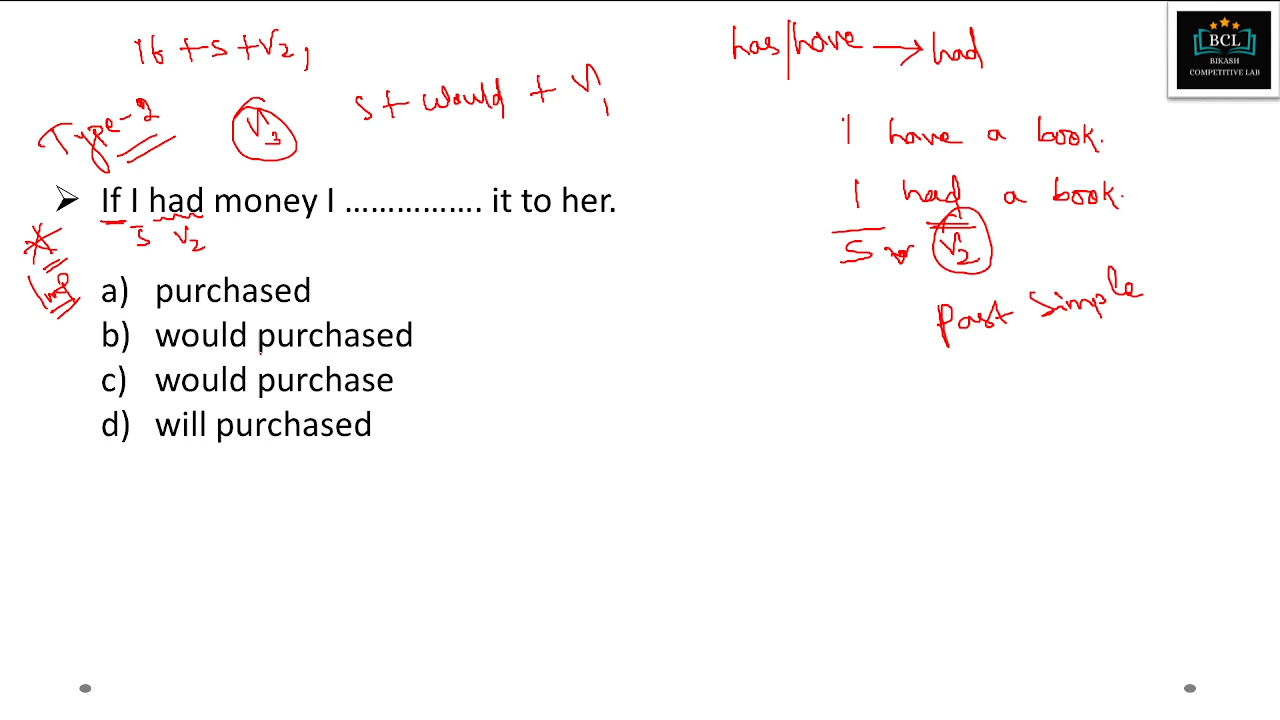 If + S + V2,
S + would + V1
Type-2
V3
has/have → had
BCL
BIKASH
COMPETITIVE LAB
I have a book.
I had a book.
S V2
Past Simple
➢ If I had money I ……………. it to her.
S V2
Imp
a) purchased
b) would purchased
c) would purchase
d) will purchased